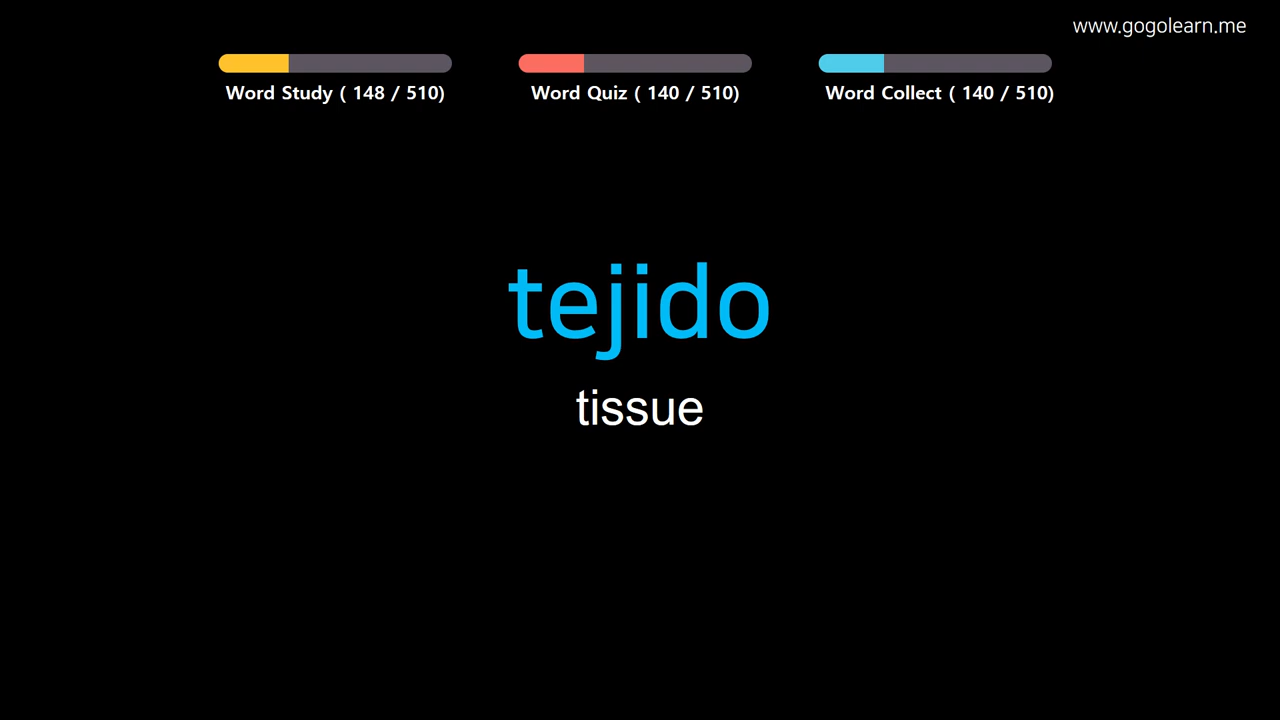 www.gogolearn.me
Word Study ( 148 / 510)
Word Quiz ( 140 / 510)
Word Collect ( 140 / 510)
tejido
tissue